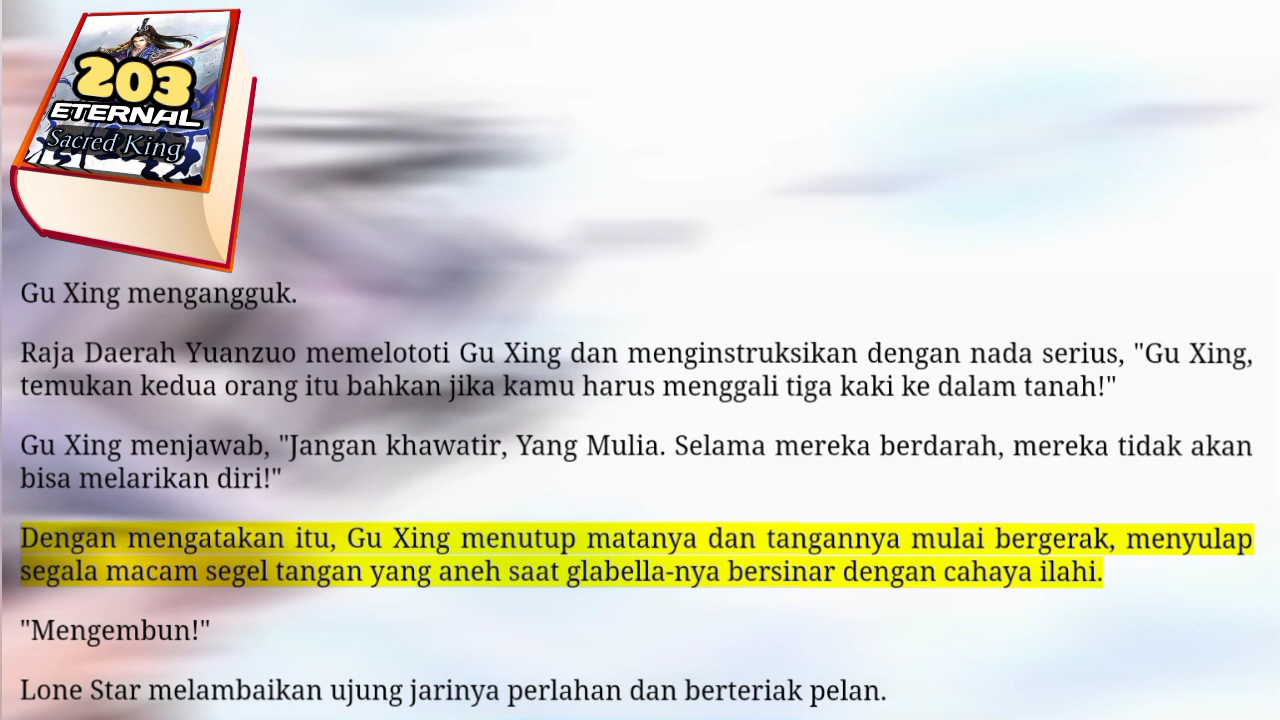 203
ETERNAL
Sacred King
Gu Xing mengangguk.
Raja Daerah Yuanzuo memelototi Gu Xing dan menginstruksikan dengan nada serius, "Gu Xing,
temukan kedua orang itu bahkan jika kamu harus menggali tiga kaki ke dalam tanah!"
Gu Xing menjawab, "Jangan khawatir, Yang Mulia. Selama mereka berdarah, mereka tidak akan
bisa melarikan diri!"
Dengan mengatakan itu, Gu Xing menutup matanya dan tangannya mulai bergerak, menyulap
segala macam segel tangan yang aneh saat glabella-nya bersinar dengan cahaya ilahi.
"Mengembun!"
Lone Star melambaikan ujung jarinya perlahan dan berteriak pelan.